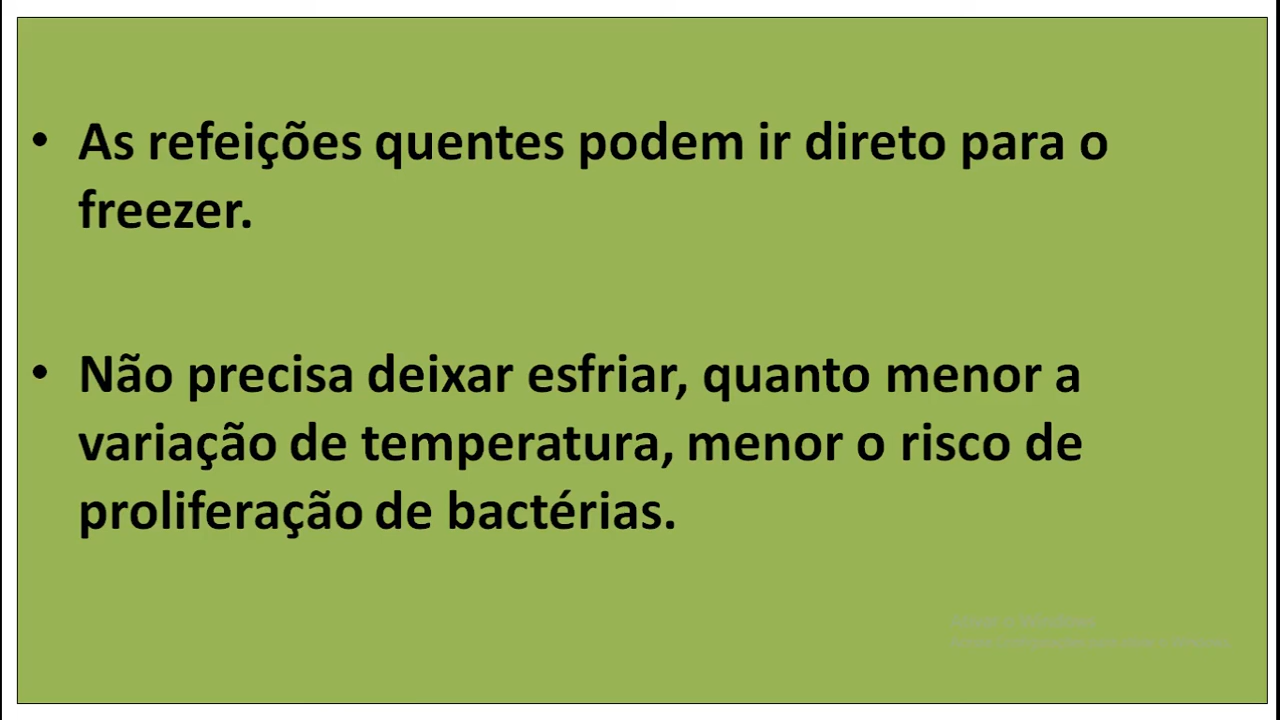 • As refeições quentes podem ir direto para o
freezer.
• Não precisa deixar esfriar, quanto menor a
variação de temperatura, menor o risco de
proliferação de bactérias.